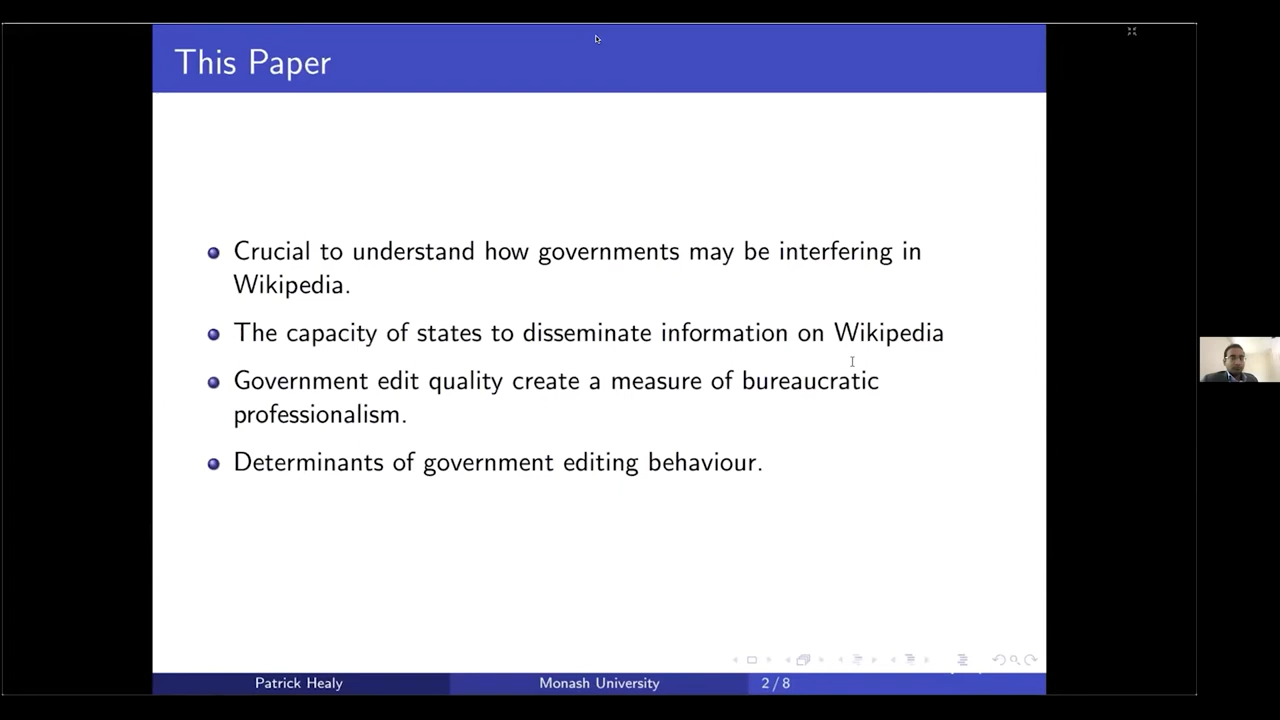 This Paper
Crucial to understand how governments may be interfering in
Wikipedia.
The capacity of states to disseminate information on Wikipedia
Government edit quality create a measure of bureaucratic
professionalism.
Determinants of government editing behaviour.
Patrick Healy
Monash University
2 / 8